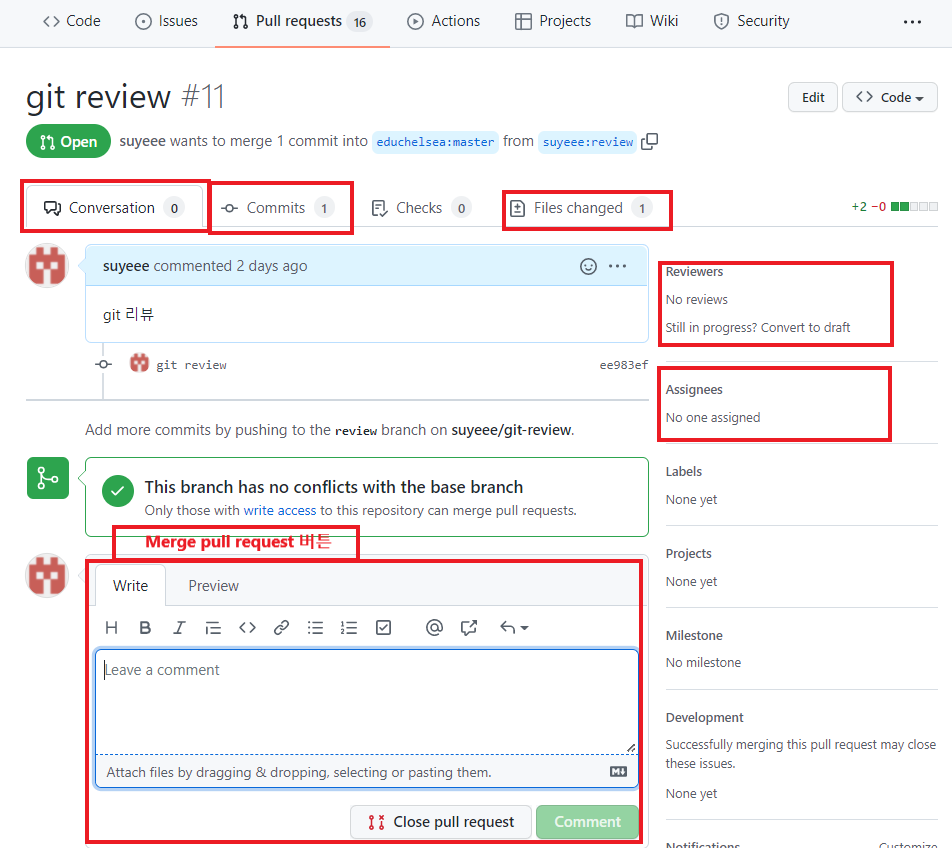 Code Issues Pull requests 16 Actions Projects Wiki Security
git review #11
Edit Code
Open suyeee wants to merge 1 commit into educhelsea:master from suyeee:review
Conversation 0 Commits 1 Checks 0 Files changed 1 +2 −0
suyeee commented 2 days ago
git 리뷰
git review ee983ef
Add more commits by pushing to the review branch on suyeee/git-review.
This branch has no conflicts with the base branch
Only those with write access to this repository can merge pull requests.
Merge pull request 버튼
Write Preview
Leave a comment
Attach files by dragging & dropping, selecting or pasting them.
Close pull request Comment
Reviewers
No reviews
Still in progress? Convert to draft
Assignees
No one assigned
Labels
None yet
Projects
None yet
Milestone
No milestone
Development
Successfully merging this pull request may close
these issues.
None yet
Notifications Customize